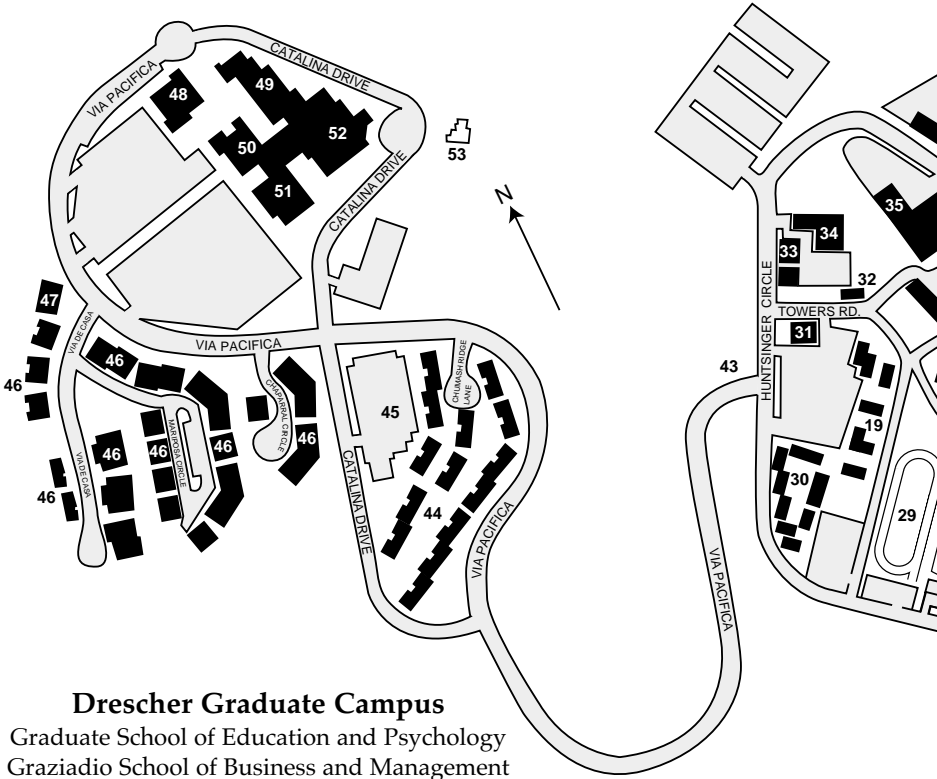 CATALINA DRIVE
VIA PACIFICA
49
48
52
50
53
51
CATALINA DRIVE
N
35
34
33
32
HUNTSINGER CIRCLE
TOWERS RD.
31
47
VIA DE CASA
VIA PACIFICA
46
46
CHUMASH RIDGE
LANE
43
CHAPARRAL CIRCLE
45
19
46
46
46
46
MARIPOSA CIRCLE
VIA DE CASA
46
CATALINA DRIVE
30
44
29
VIA PACIFICA
VIA PACIFICA
Drescher Graduate Campus
Graduate School of Education and Psychology
Graziadio School of Business and Management